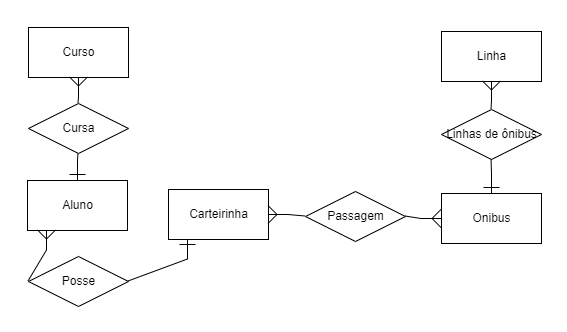 Curso
Linha
Cursa
Linhas de ônibus
Aluno
Carteirinha
Passagem
Onibus
Posse